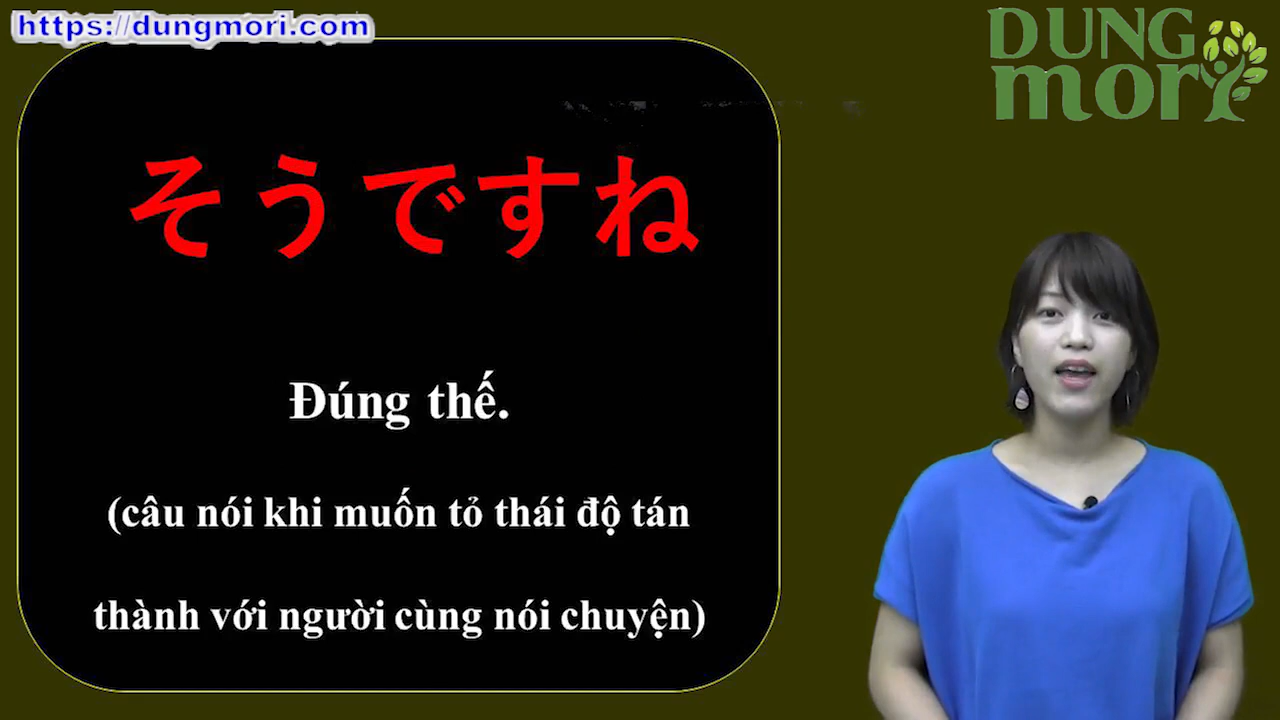 https://dungmori.com
DUNG
mori
そうですね
Đúng thế.
(câu nói khi muốn tỏ thái độ tán
thành với người cùng nói chuyện)